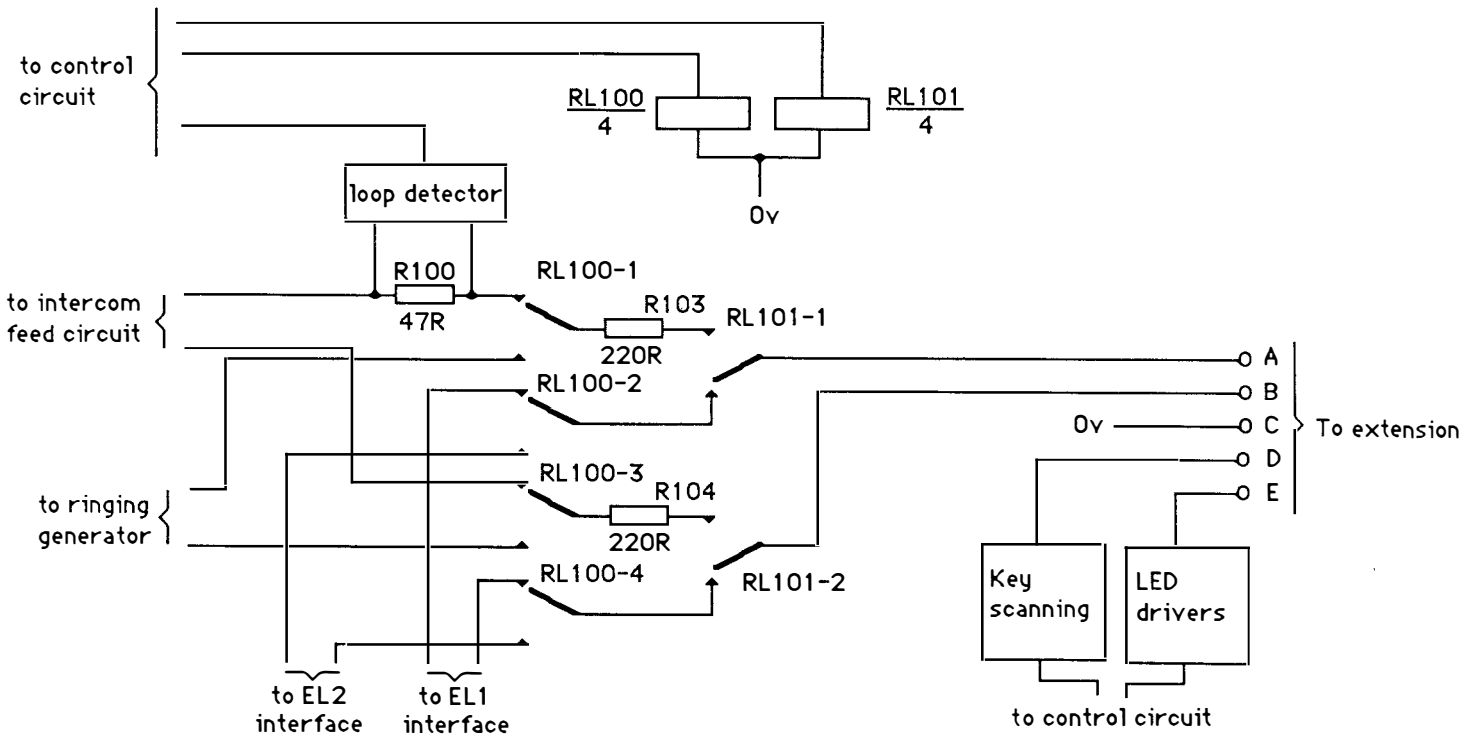 to control
circuit
RL100
4
RL101
4
loop detector
0v
R100
47R
RL100-1
R103
220R
RL101-1
to intercom
feed circuit
RL100-2
A
B
0v
C
D
E
To extension
RL100-3
R104
220R
to ringing
generator
RL100-4
RL101-2
Key
scanning
LED
drivers
to EL2
interface
to EL1
interface
to control circuit